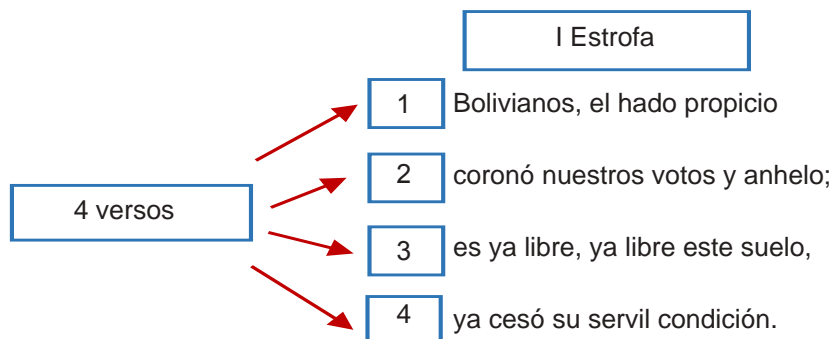 I Estrofa
1 Bolivianos, el hado propicio
2 coronó nuestros votos y anhelo;
4 versos
3 es ya libre, ya libre este suelo,
4 ya cesó su servil condición.